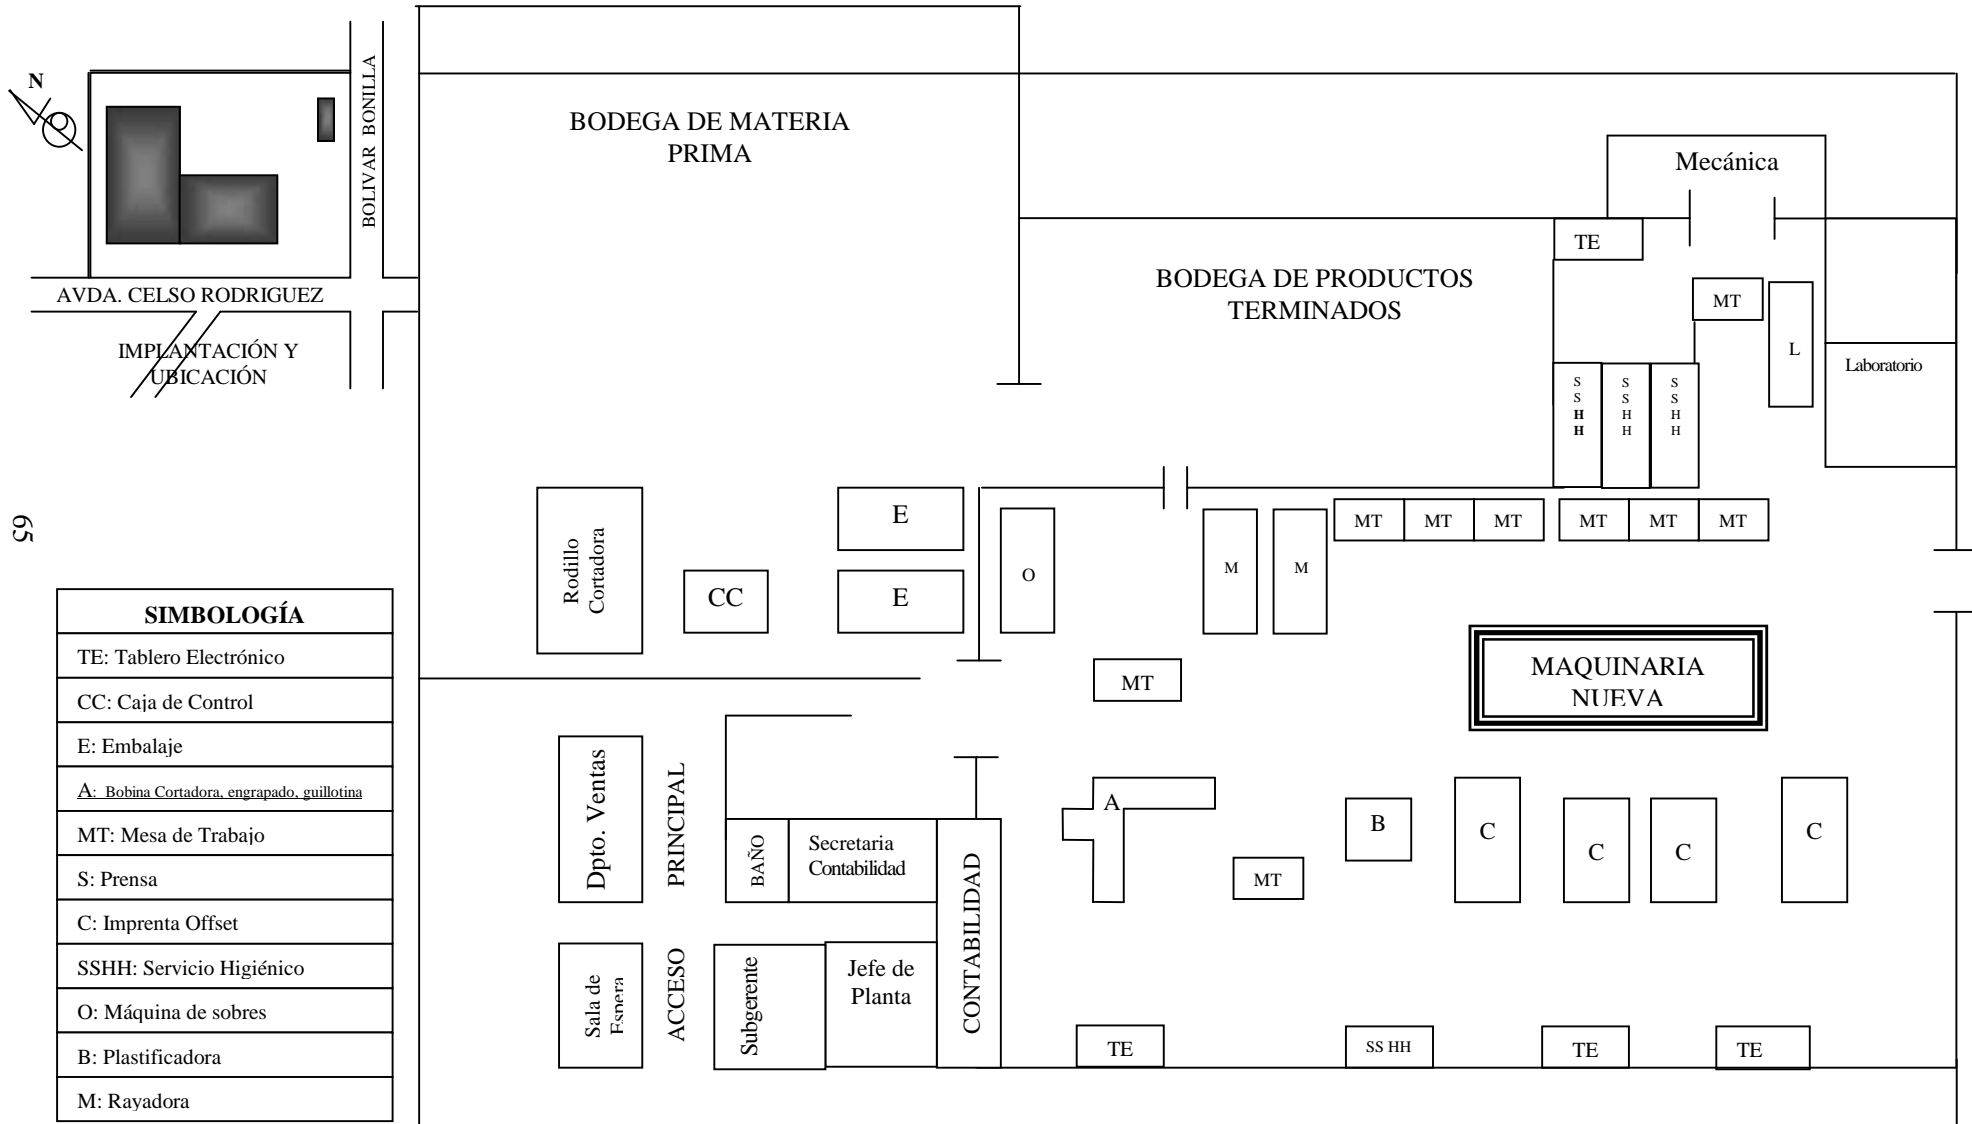 N
BOLIVAR BONILLA
AVDA. CELSO RODRIGUEZ
IMPLANTACIÓN Y
UBICACIÓN
65
SIMBOLOGÍA
TE: Tablero Electrónico
CC: Caja de Control
E: Embalaje
A: Bobina Cortadora, engrapado, guillotina
MT: Mesa de Trabajo
S: Prensa
C: Imprenta Offset
SSHH: Servicio Higiénico
O: Máquina de sobres
B: Plastificadora
M: Rayadora
BODEGA DE MATERIA
PRIMA
Mecánica
TE
BODEGA DE PRODUCTOS
TERMINADOS
MT
L
Laboratorio
SSHH
SSHH
SSHH
Rodillo
Cortadora
CC
E
E
O
M
M
MT
MT
MT
MT
MT
MT
MT
MAQUINARIA
NUEVA
Dpto. Ventas
ACCESO PRINCIPAL
BAÑO
Secretaria
Contabilidad
CONTABILIDAD
A
MT
B
C
C
C
C
Sala de
Espera
Subgerente
Jefe de
Planta
TE
SS HH
TE
TE